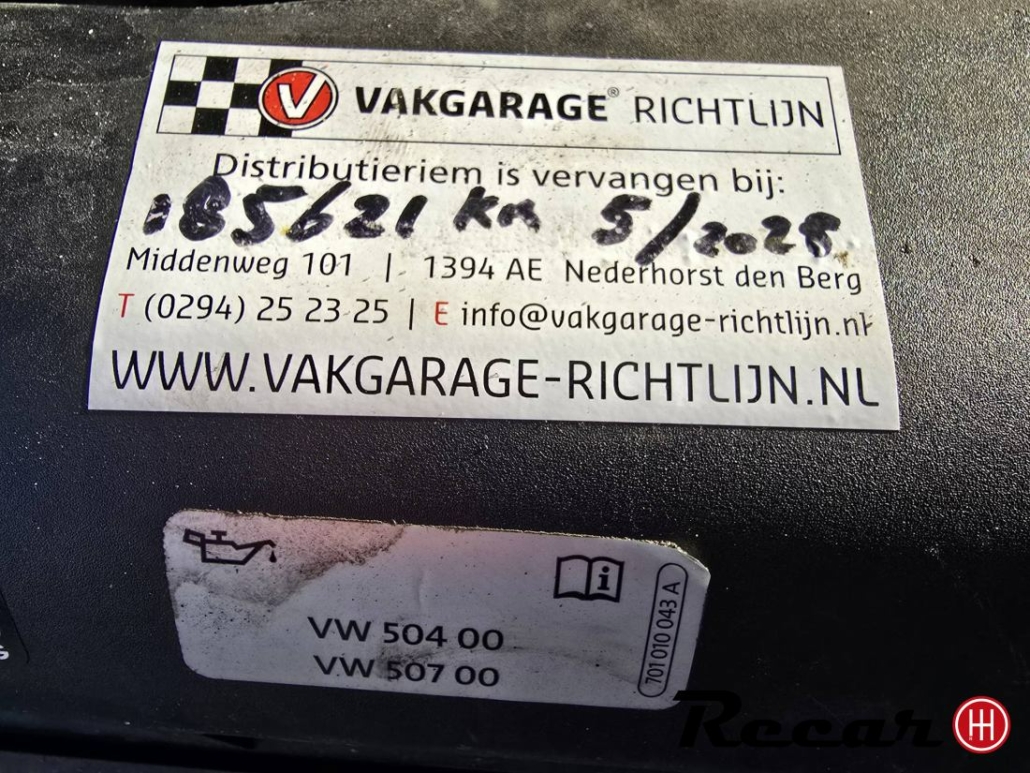 V VAKGARAGE® RICHTLIJN
Distributieriem is vervangen bij:
185621 km 5/2028
Middenweg 101 | 1394 AE Nederhorst den Berg
T (0294) 25 23 25 | E info@vakgarage-richtlijn.nl
WWW.VAKGARAGE-RICHTLIJN.NL
VW 504 00
VW 507 00
701 010 043 A
Recar H